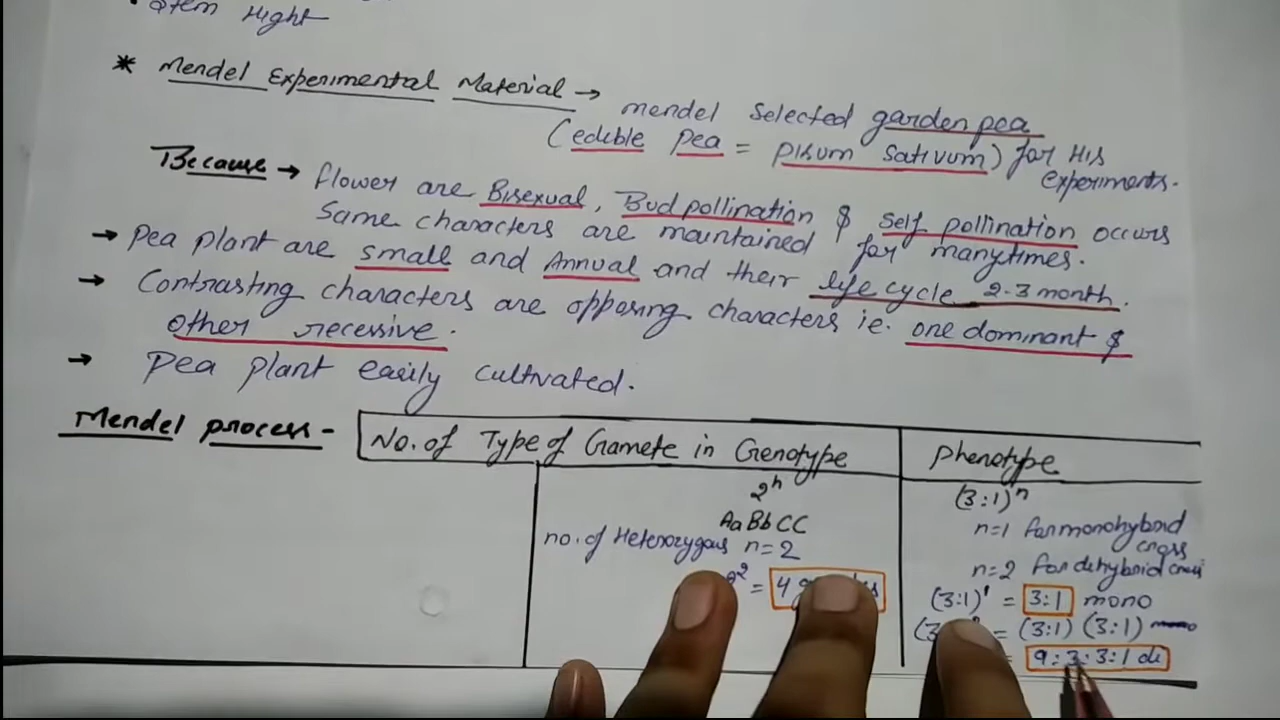 Stem Hight
* Mendel Experimental Material → mendel selected garden pea
(edible pea = pisum sativum) for His
experiments.
Because → flower are Bisexual, Bud pollination & self pollination occurs
Same characters are maintained for manytimes.
→ Pea plant are small and Annual and their life cycle 2-3 month.
→ Contrasting characters are opposing characters ie. one dominant &
other recessive.
→ Pea plant easily cultivated.
Mendel process-
No. of Type of Gamete in Genotype
2ⁿ
AaBbCC
no. of Heterozygous n=2
2² = 4
Phenotype
(3:1)ⁿ
n=1 for monohybrid
cross
n=2 for dehybrid cross
(3:1)¹ = 3:1 mono
= (3:1) (3:1)
= 9:3:3:1 di